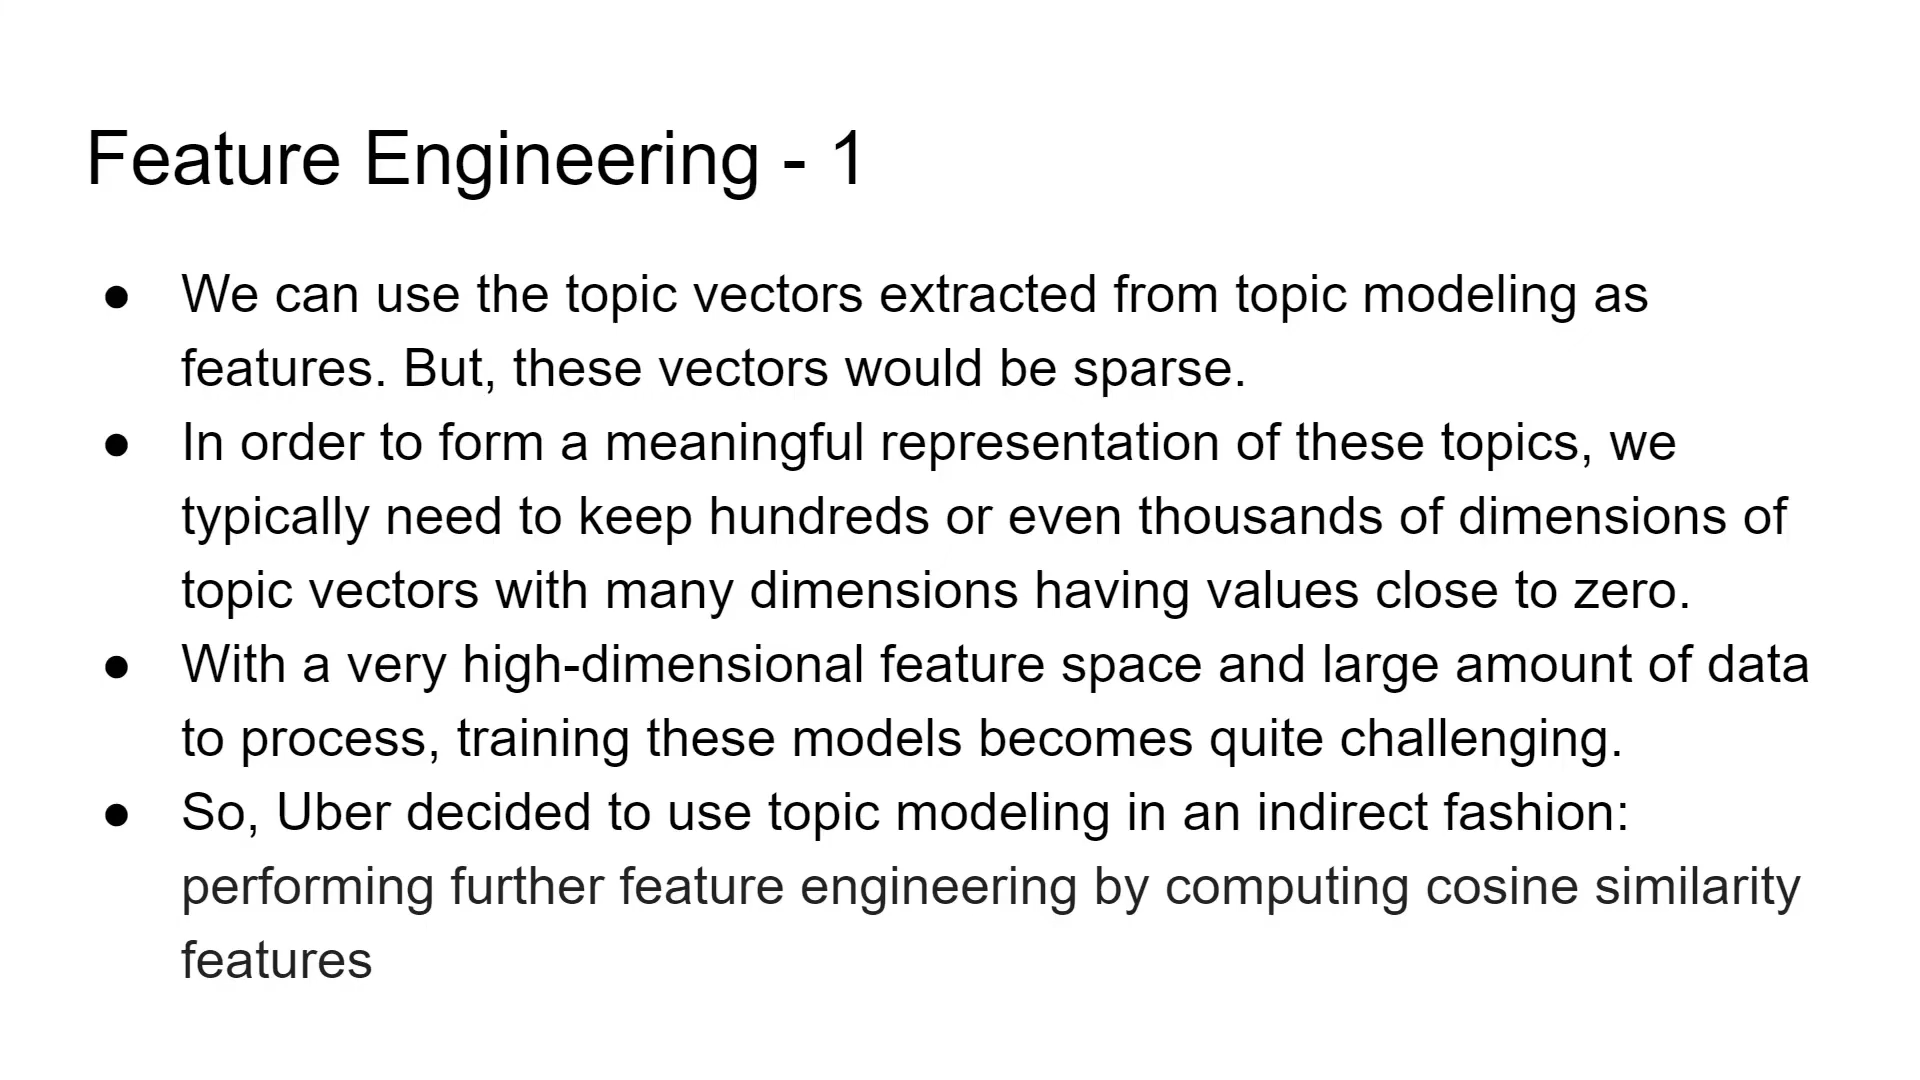 Feature Engineering - 1
● We can use the topic vectors extracted from topic modeling as
features. But, these vectors would be sparse.
● In order to form a meaningful representation of these topics, we
typically need to keep hundreds or even thousands of dimensions of
topic vectors with many dimensions having values close to zero.
● With a very high-dimensional feature space and large amount of data
to process, training these models becomes quite challenging.
● So, Uber decided to use topic modeling in an indirect fashion:
performing further feature engineering by computing cosine similarity
features